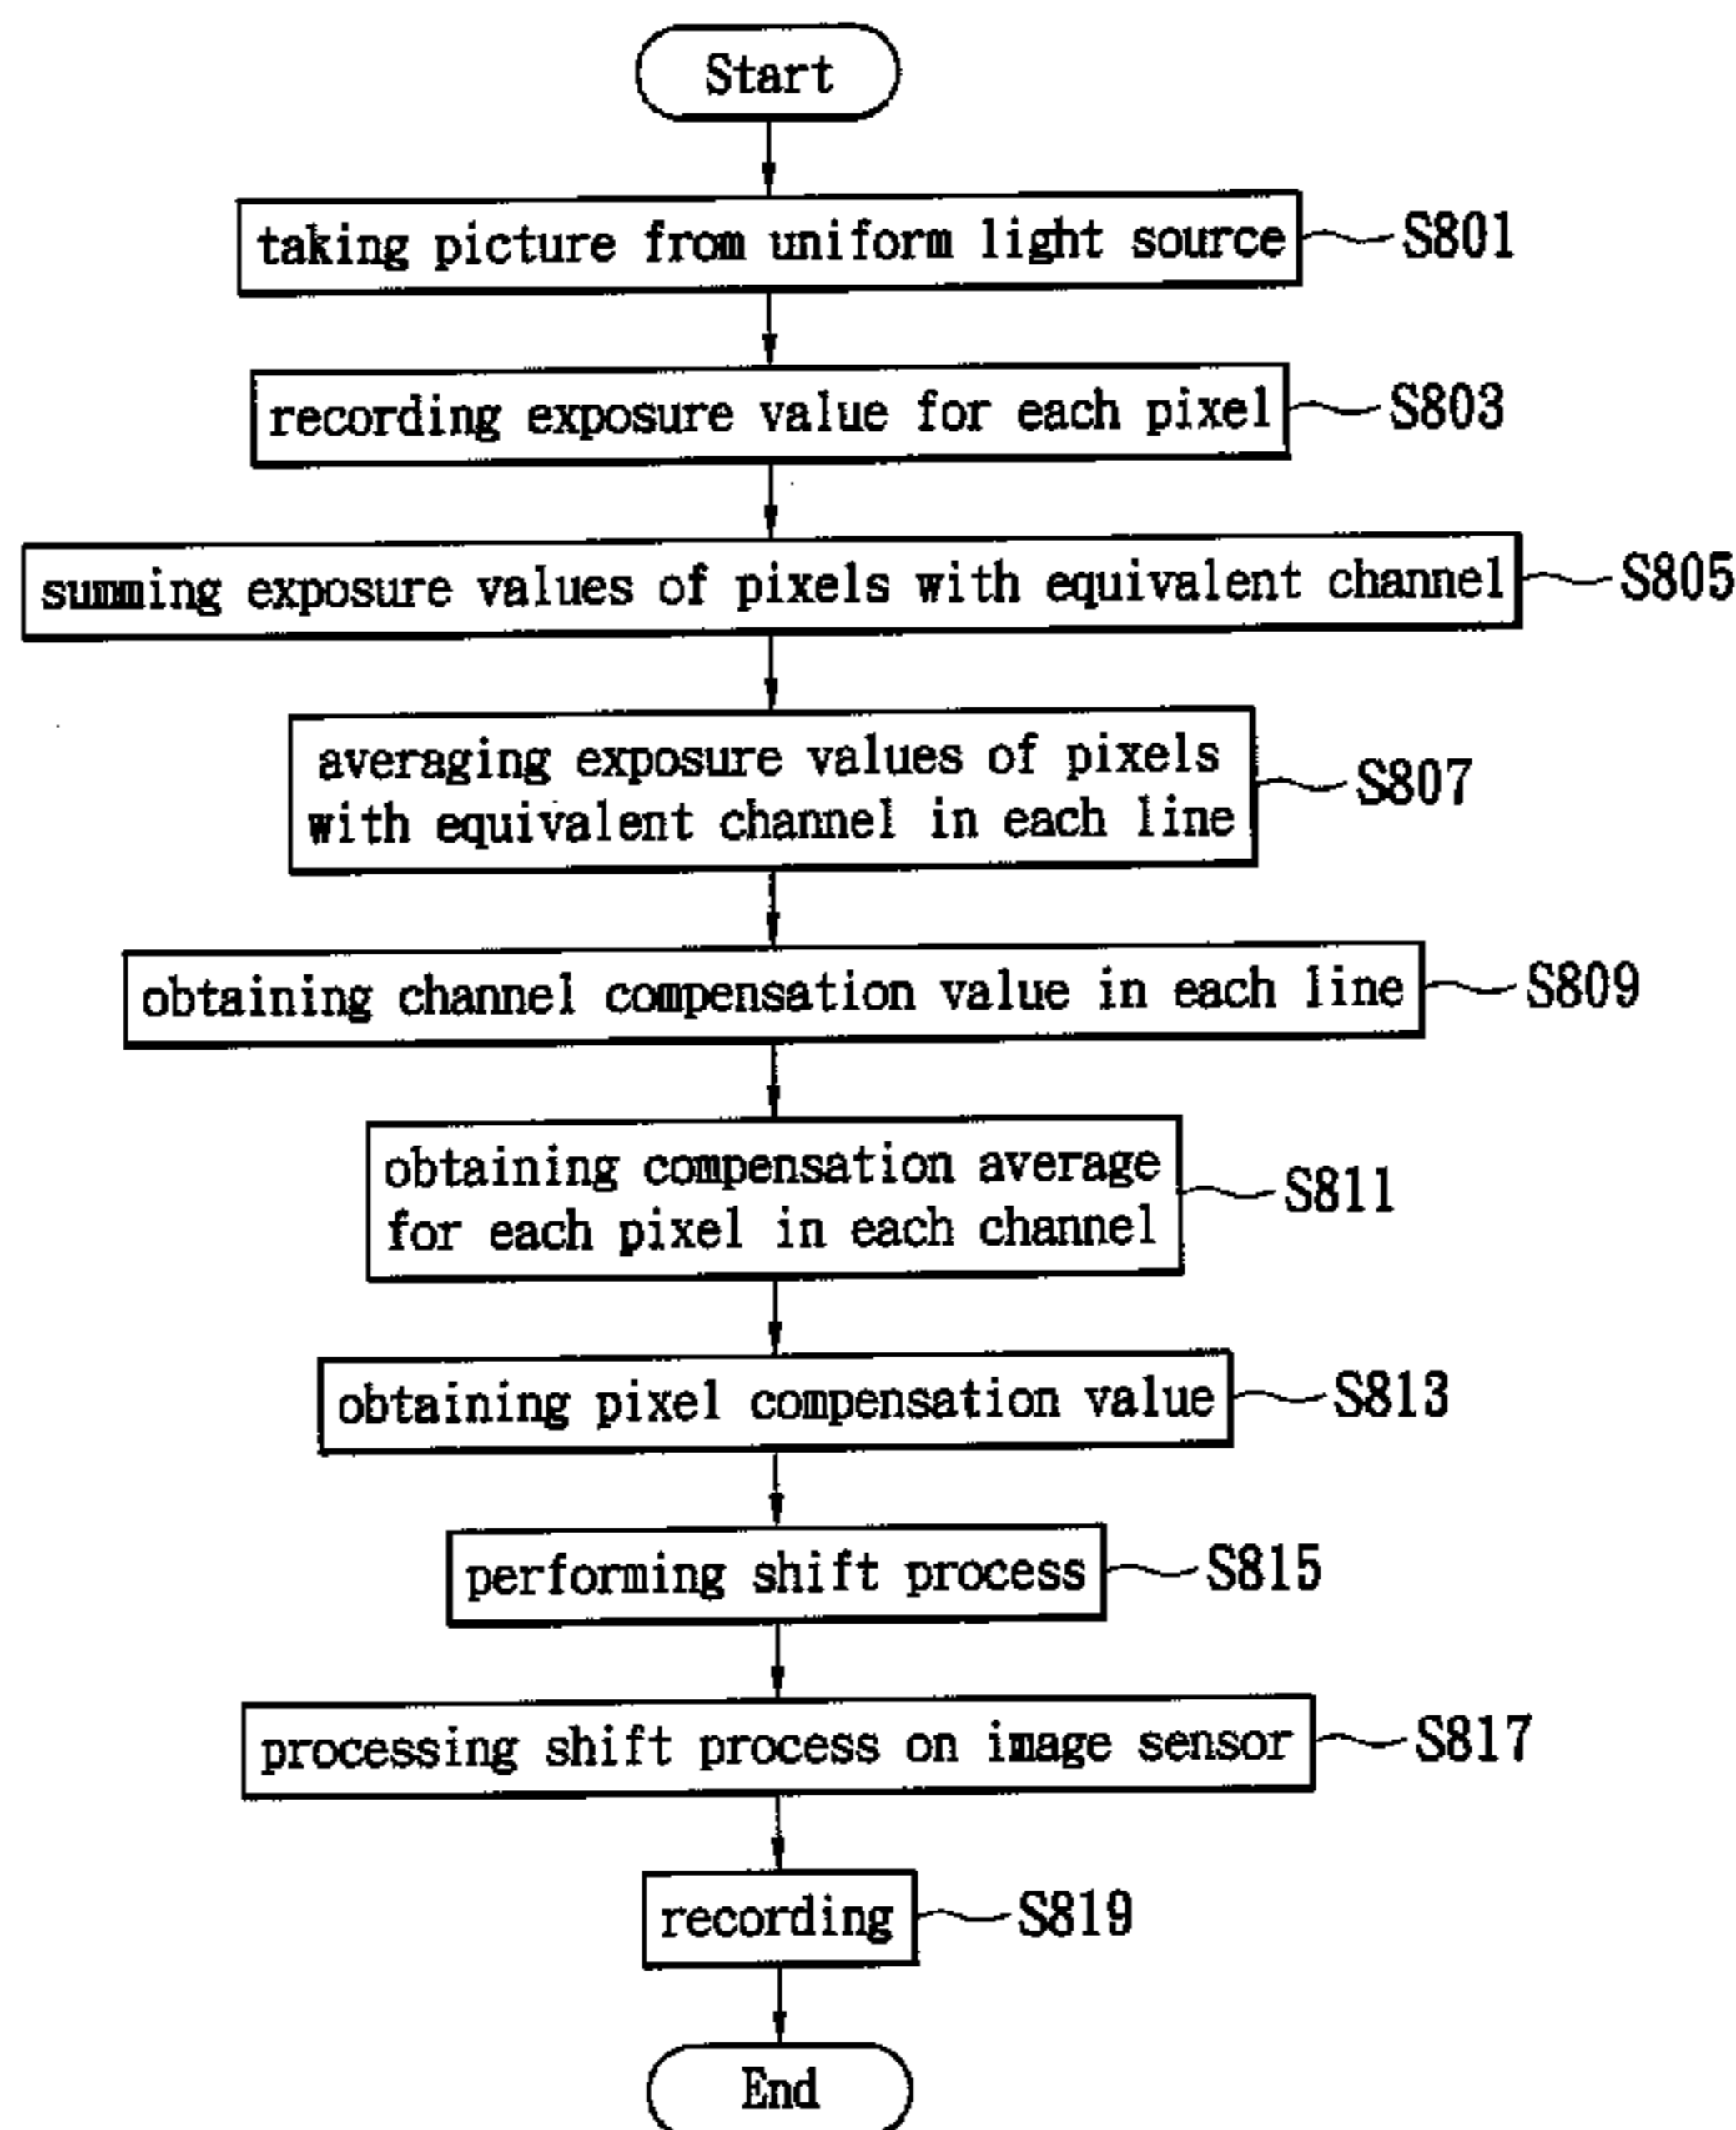 Start
taking picture from uniform light source S801
recording exposure value for each pixel S803
summing exposure values of pixels with equivalent channel S805
averaging exposure values of pixels
with equivalent channel in each line S807
obtaining channel compensation value in each line S809
obtaining compensation average
for each pixel in each channel S811
obtaining pixel compensation value S813
performing shift process S815
processing shift process on image sensor S817
recording S819
End